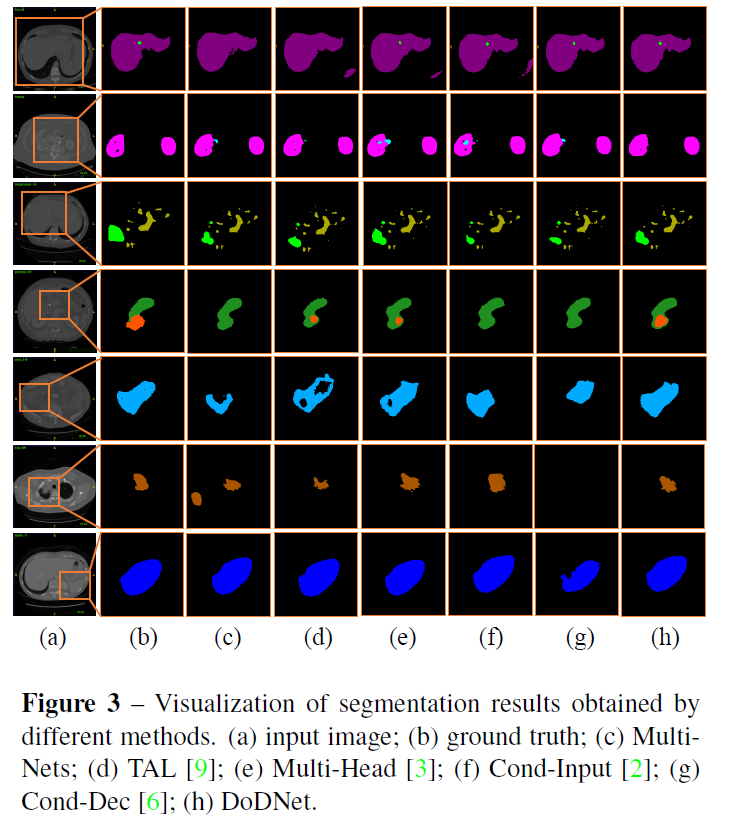 (a) (b) (c) (d) (e) (f) (g) (h)
Figure 3 – Visualization of segmentation results obtained by
different methods. (a) input image; (b) ground truth; (c) Multi-
Nets; (d) TAL [9]; (e) Multi-Head [3]; (f) Cond-Input [2]; (g)
Cond-Dec [6]; (h) DoDNet.